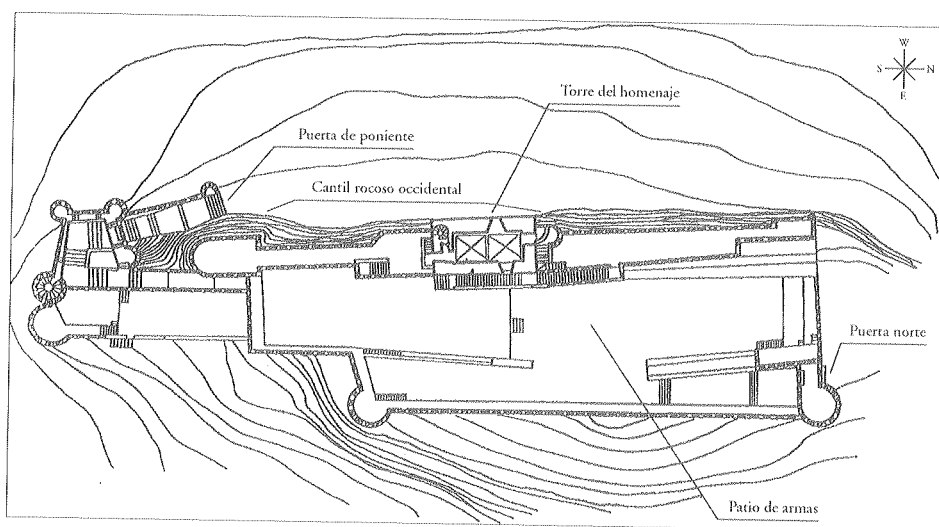 W
S N
E
Torre del homenaje
Puerta de poniente
Cantil rocoso occidental
Puerta norte
Patio de armas